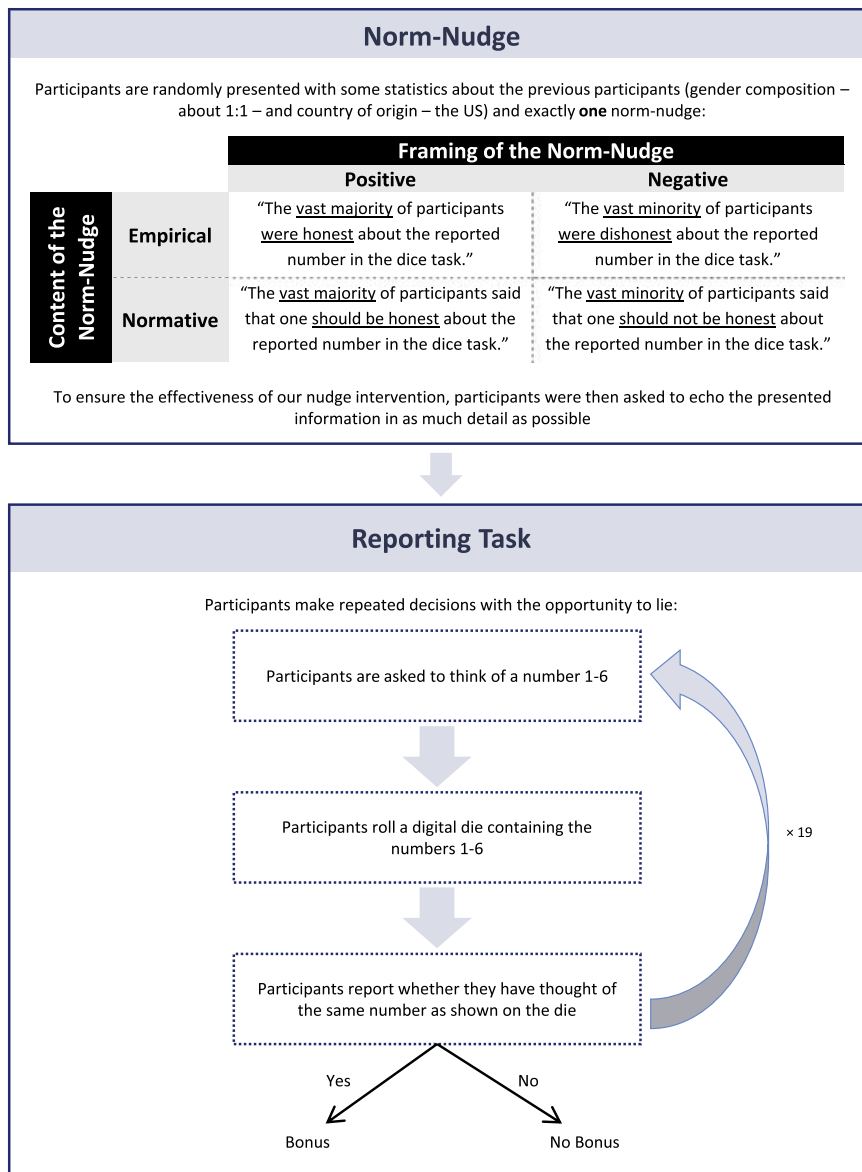 Norm-Nudge
Participants are randomly presented with some statistics about the previous participants (gender composition –
about 1:1 – and country of origin – the US) and exactly one norm-nudge:
Framing of the Norm-Nudge
Positive
Negative
Content of the
Norm-Nudge
Empirical
“The vast majority of participants
were honest about the reported
number in the dice task.”
“The vast minority of participants
were dishonest about the reported
number in the dice task.”
Normative
“The vast majority of participants said
that one should be honest about the
reported number in the dice task.”
“The vast minority of participants said
that one should not be honest about
the reported number in the dice task.”
To ensure the effectiveness of our nudge intervention, participants were then asked to echo the presented
information in as much detail as possible
Reporting Task
Participants make repeated decisions with the opportunity to lie:
Participants are asked to think of a number 1-6
Participants roll a digital die containing the
numbers 1-6
× 19
Participants report whether they have thought of
the same number as shown on the die
Yes
No
Bonus
No Bonus